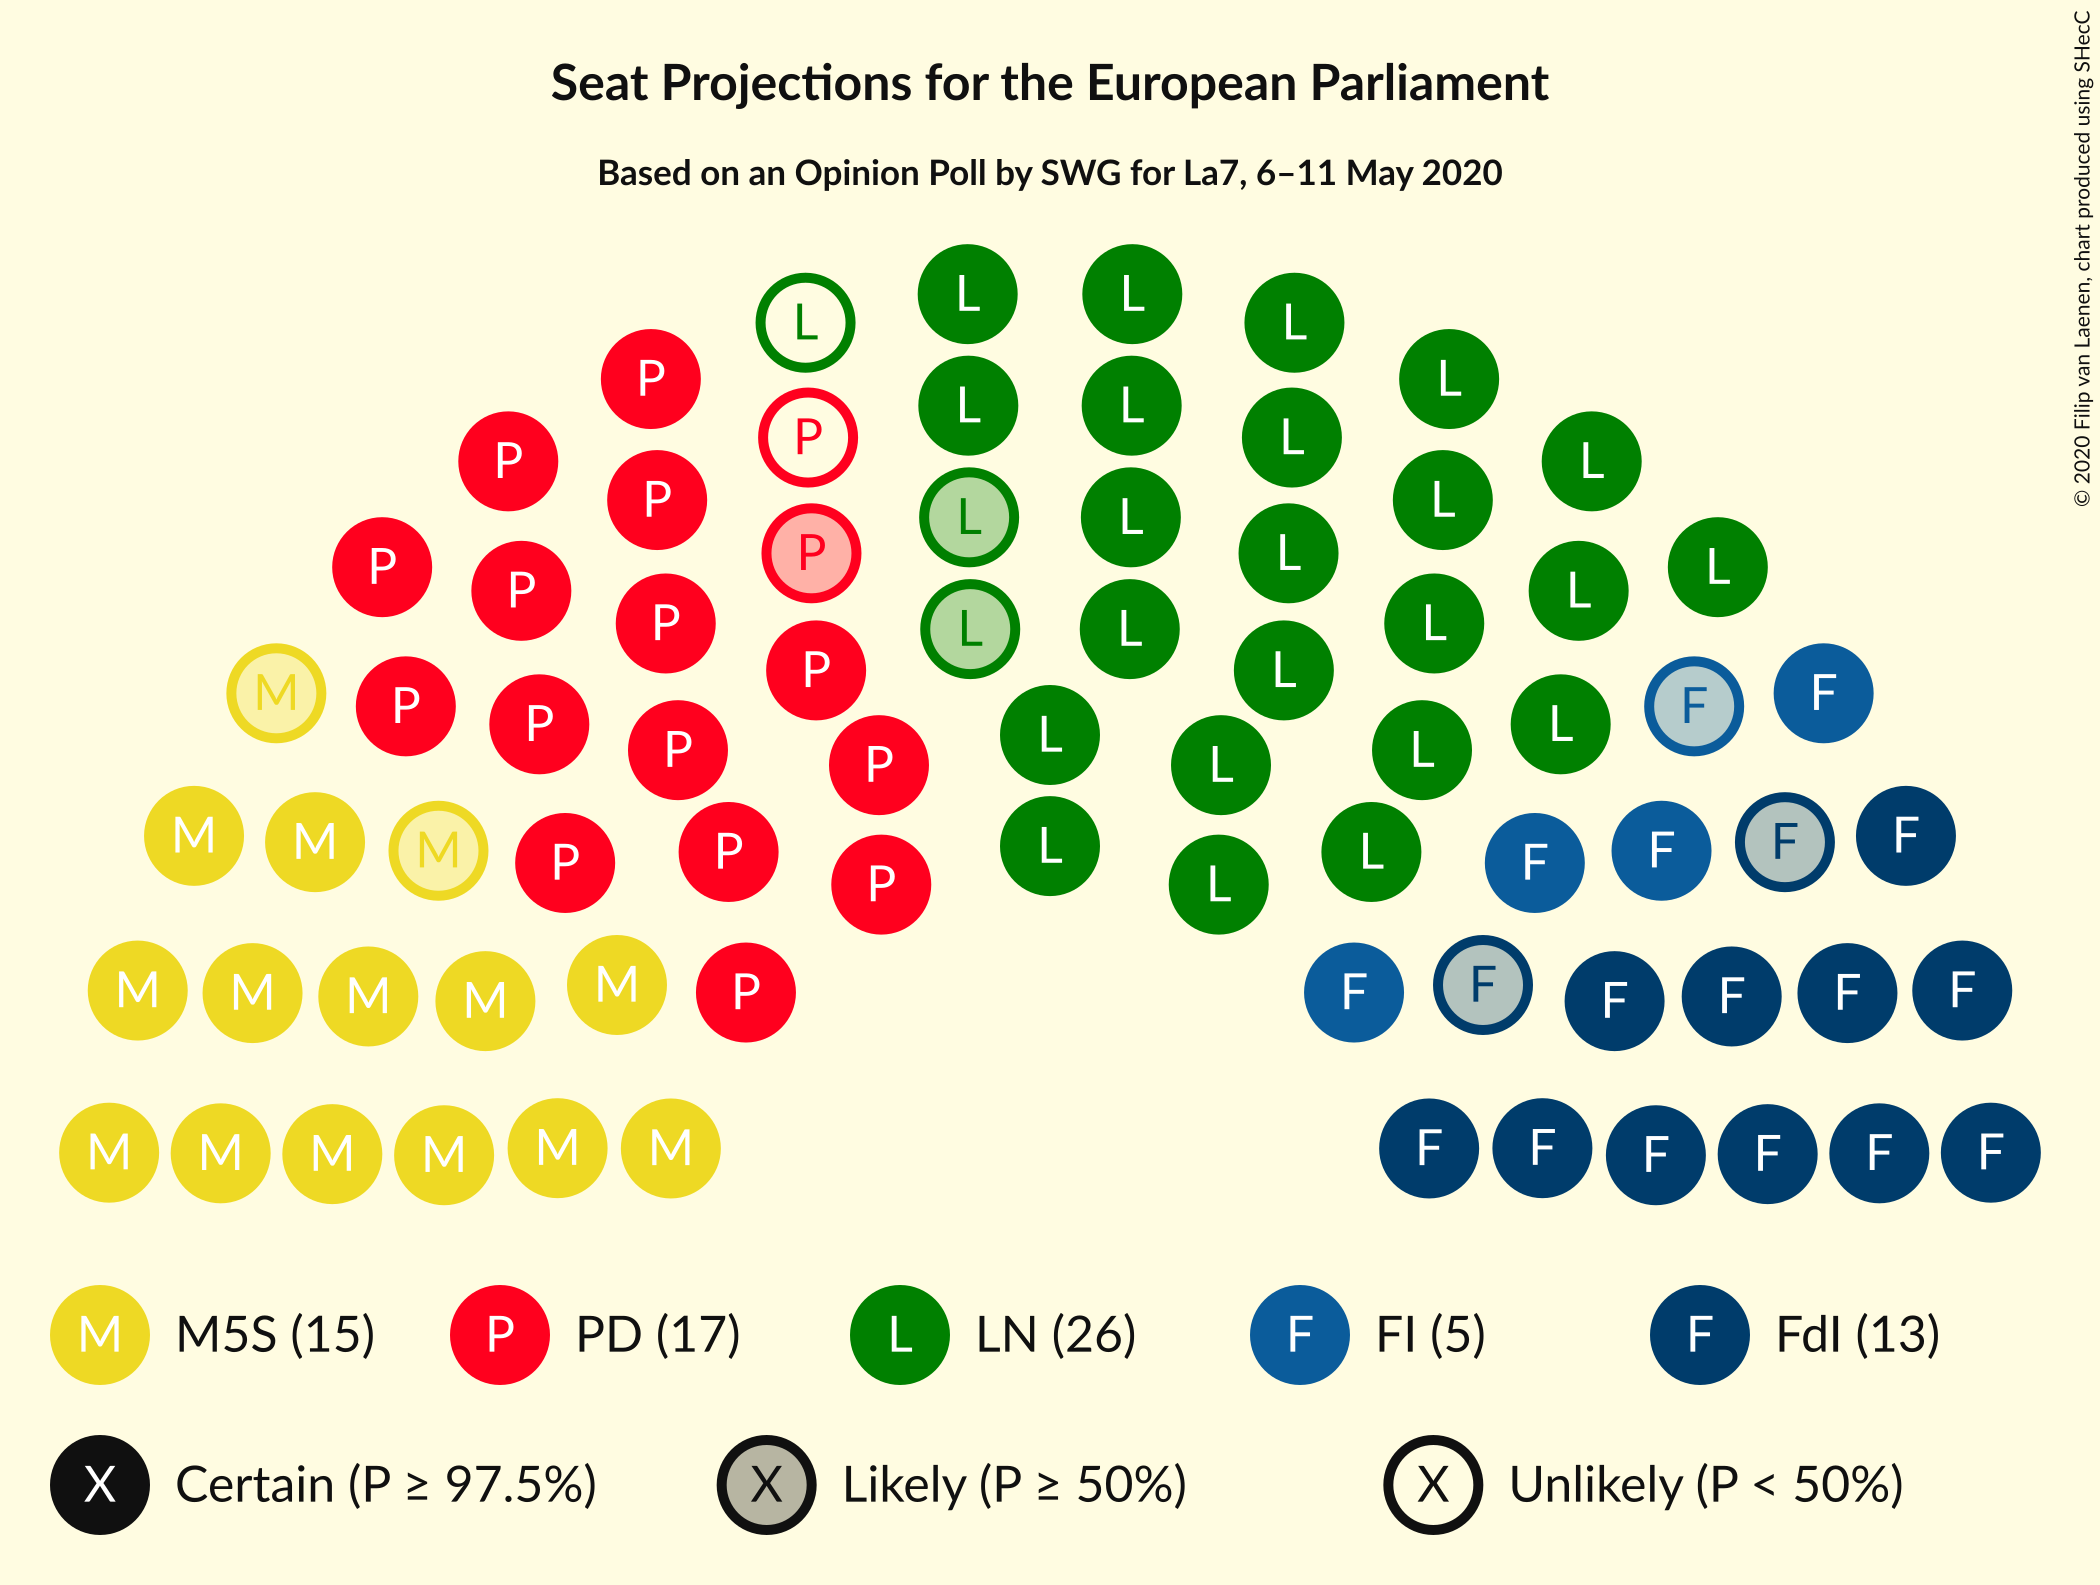 Seat Projections for the European Parliament
Based on an Opinion Poll by SWG for La7, 6–11 May 2020
© 2020 Filip van Laenen, chart produced using SHecC
L L
L L
P L
L L
P L
P L
P L L
P L
L L
P L
P L
P L
P L
M F
P F
P L
P L
L
P L
M F
M F
M F
P F
P L
L
P L
M F
M F
M F
M F
M F
P F
M M M M M M F F F F F F
M M5S (15) P PD (17) L LN (26) F FI (5) F FdI (13)
X Certain (P ≥ 97.5%) X Likely (P ≥ 50%) X Unlikely (P < 50%)